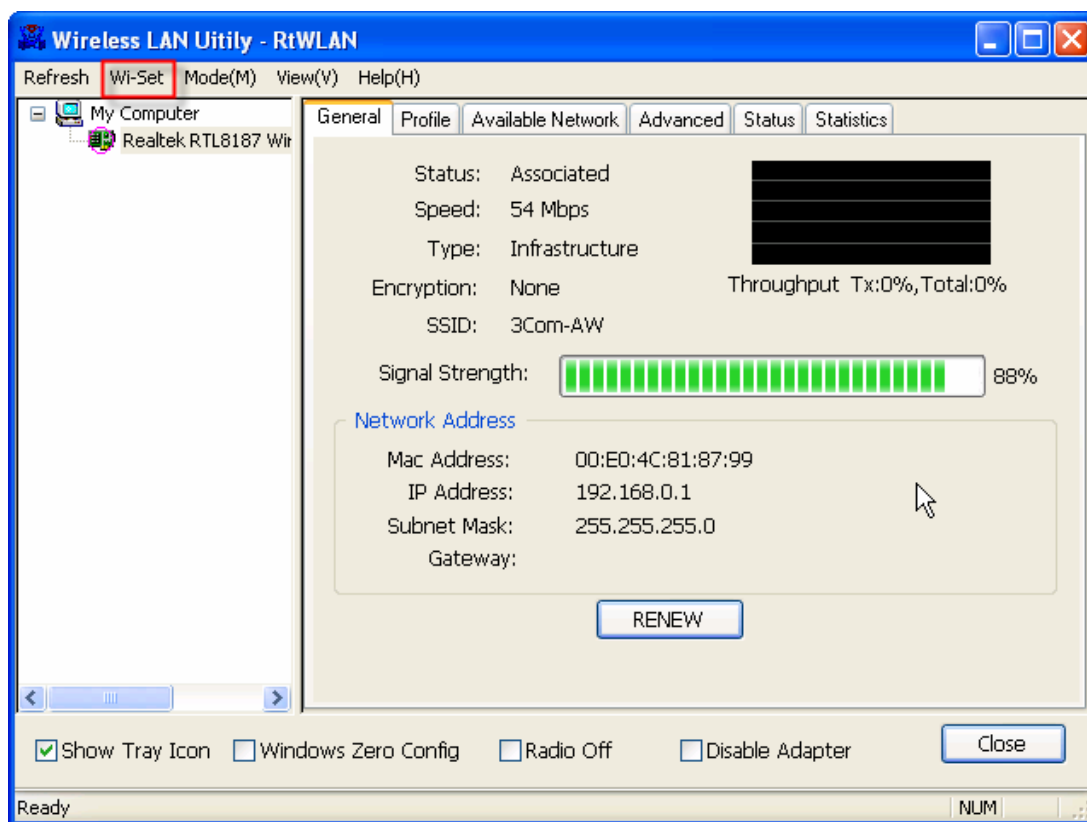 Wireless LAN Uitily - RtWLAN
Refresh Wi-Set Mode(M) View(V) Help(H)
My Computer
Realtek RTL8187 Wir
General Profile Available Network Advanced Status Statistics
Status: Associated
Speed: 54 Mbps
Type: Infrastructure
Encryption: None
Throughput Tx:0%,Total:0%
SSID: 3Com-AW
Signal Strength: 88%
Network Address
Mac Address: 00:E0:4C:81:87:99
IP Address: 192.168.0.1
Subnet Mask: 255.255.255.0
Gateway:
RENEW
Show Tray Icon Windows Zero Config Radio Off Disable Adapter Close
Ready NUM